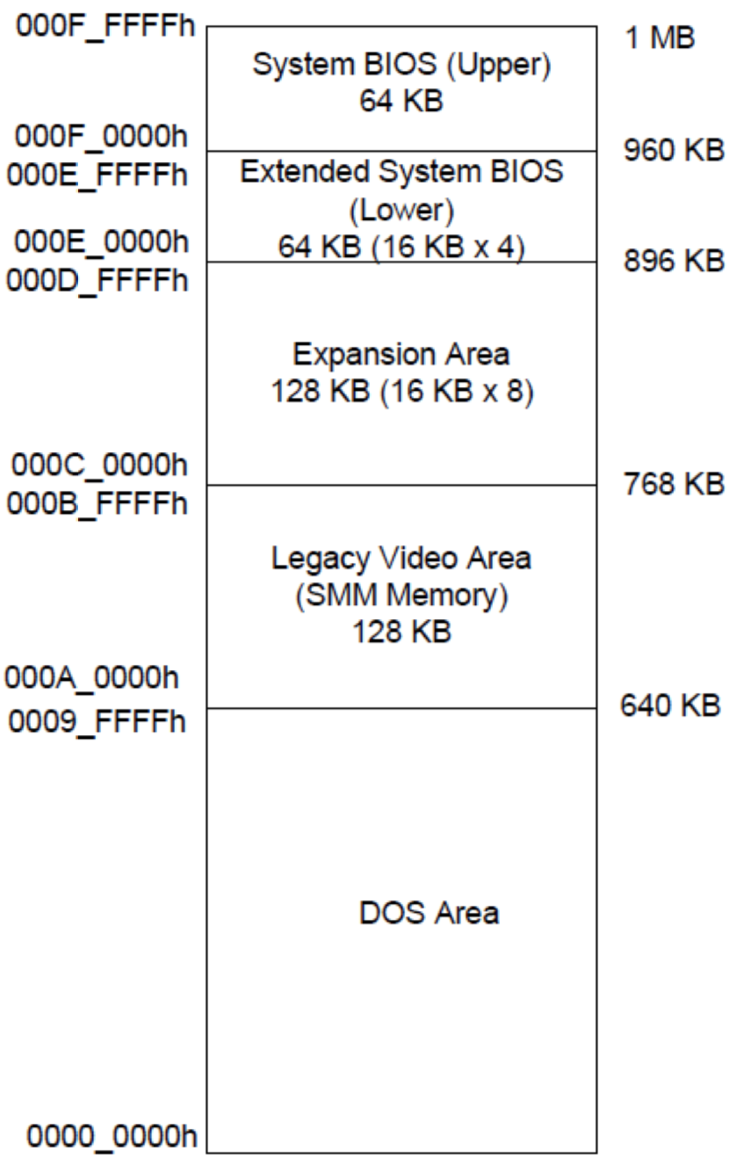 000F_FFFFh
1 MB
System BIOS (Upper)
64 KB
000F_0000h
960 KB
000E_FFFFh
Extended System BIOS
(Lower)
64 KB (16 KB x 4)
000E_0000h
896 KB
000D_FFFFh
Expansion Area
128 KB (16 KB x 8)
000C_0000h
768 KB
000B_FFFFh
Legacy Video Area
(SMM Memory)
128 KB
000A_0000h
640 KB
0009_FFFFh
DOS Area
0000_0000h